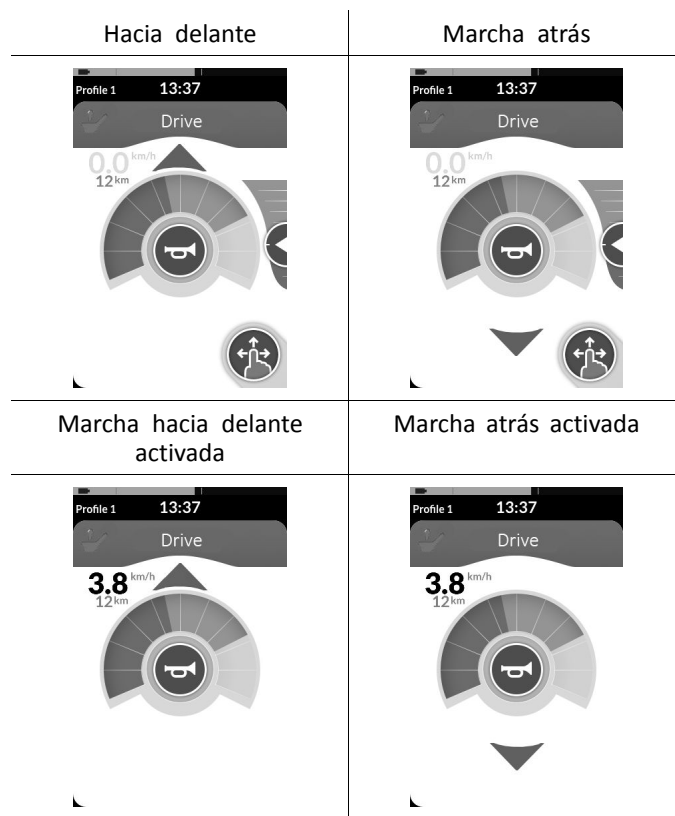 Hacia delante
Marcha atrás
Profile 1 13:37
Drive
0.0 km/h
12 km
Profile 1 13:37
Drive
0.0 km/h
12 km
Marcha hacia delante
activada
Marcha atrás activada
Profile 1 13:37
Drive
3.8 km/h
12 km
Profile 1 13:37
Drive
3.8 km/h
12 km